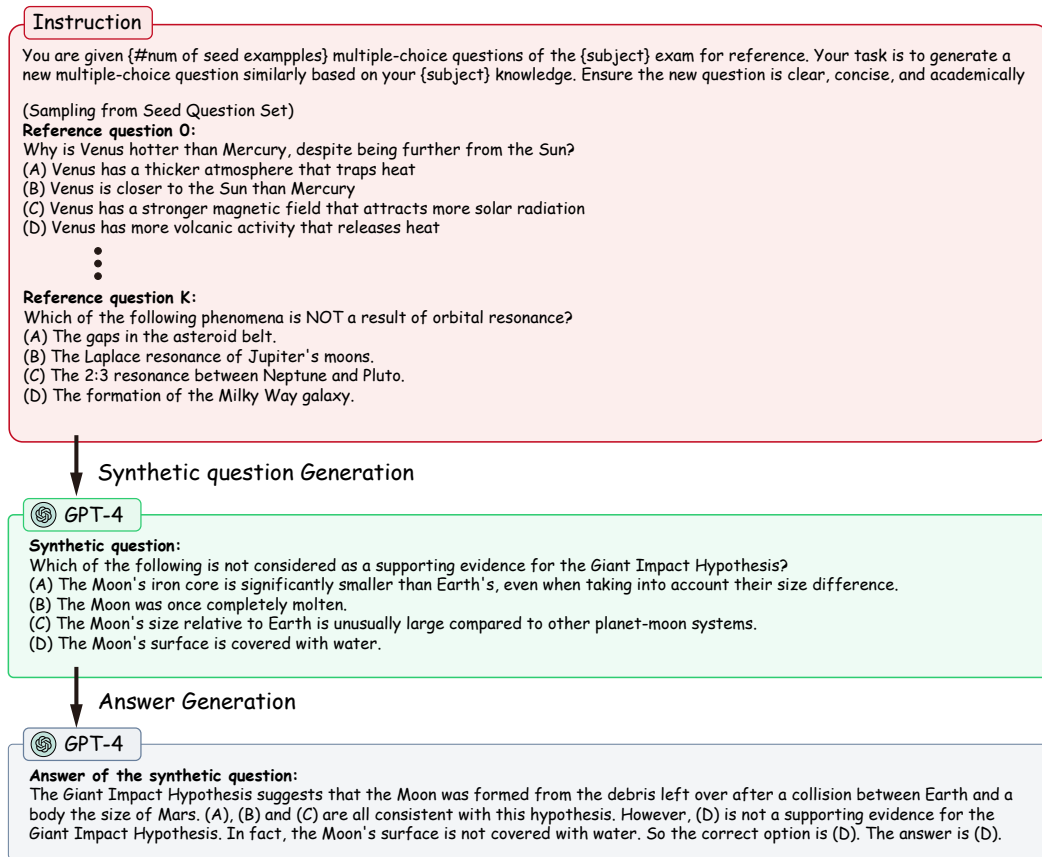 Instruction
You are given {#num of seed exampples} multiple-choice questions of the {subject} exam for reference. Your task is to generate a
new multiple-choice question similarly based on your {subject} knowledge. Ensure the new question is clear, concise, and academically
(Sampling from Seed Question Set)
Reference question 0:
Why is Venus hotter than Mercury, despite being further from the Sun?
(A) Venus has a thicker atmosphere that traps heat
(B) Venus is closer to the Sun than Mercury
(C) Venus has a stronger magnetic field that attracts more solar radiation
(D) Venus has more volcanic activity that releases heat
Reference question K:
Which of the following phenomena is NOT a result of orbital resonance?
(A) The gaps in the asteroid belt.
(B) The Laplace resonance of Jupiter's moons.
(C) The 2:3 resonance between Neptune and Pluto.
(D) The formation of the Milky Way galaxy.
Synthetic question Generation
GPT-4
Synthetic question:
Which of the following is not considered as a supporting evidence for the Giant Impact Hypothesis?
(A) The Moon's iron core is significantly smaller than Earth's, even when taking into account their size difference.
(B) The Moon was once completely molten.
(C) The Moon's size relative to Earth is unusually large compared to other planet-moon systems.
(D) The Moon's surface is covered with water.
Answer Generation
GPT-4
Answer of the synthetic question:
The Giant Impact Hypothesis suggests that the Moon was formed from the debris left over after a collision between Earth and a
body the size of Mars. (A), (B) and (C) are all consistent with this hypothesis. However, (D) is not a supporting evidence for the
Giant Impact Hypothesis. In fact, the Moon's surface is not covered with water. So the correct option is (D). The answer is (D).